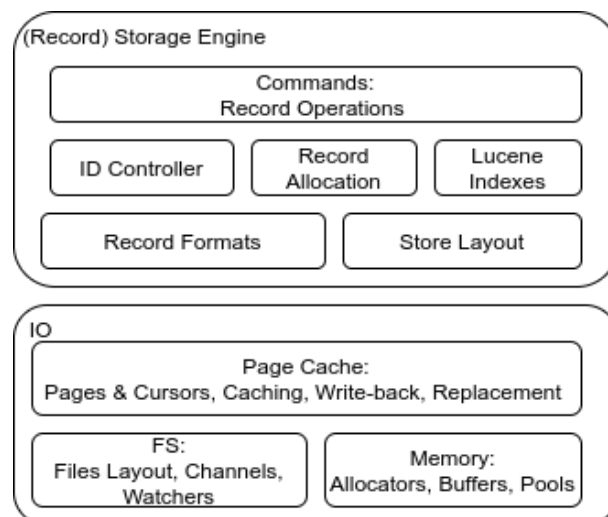 (Record) Storage Engine
Commands:
Record Operations
ID Controller
Record
Allocation
Lucene
Indexes
Record Formats
Store Layout
IO
Page Cache:
Pages & Cursors, Caching, Write-back, Replacement
FS:
Files Layout, Channels,
Watchers
Memory:
Allocators, Buffers, Pools